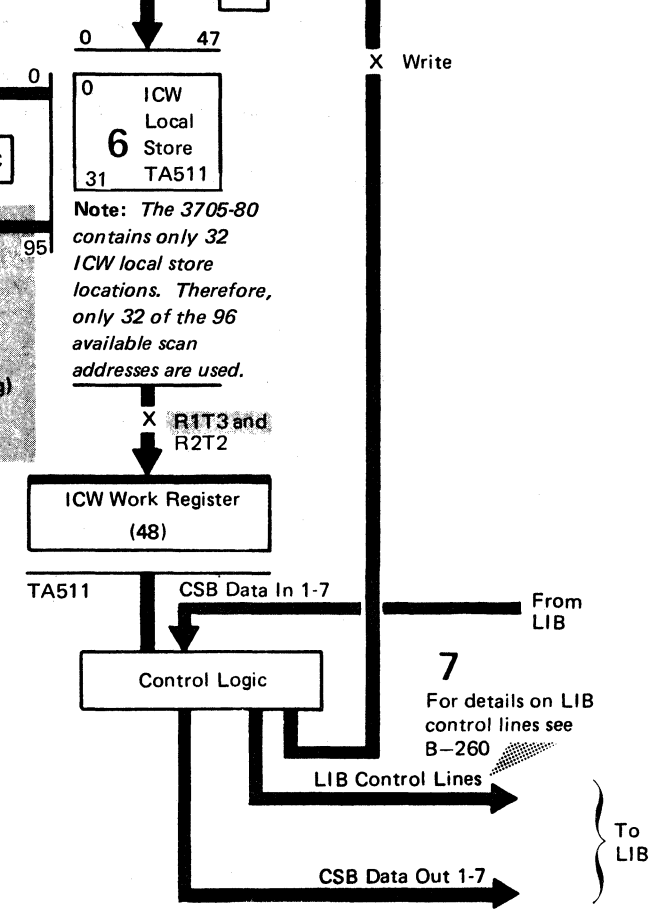 0 47
0
0 ICW
Local
6 Store
31 TA511
95
Note: The 3705-80
contains only 32
ICW local store
locations. Therefore,
only 32 of the 96
available scan
addresses are used.
X Write
X R1T3 and
R2T2
ICW Work Register
(48)
TA511
CSB Data In 1-7
From
LIB
Control Logic
7
For details on LIB
control lines see
B-260
LIB Control Lines
CSB Data Out 1-7
To
LIB